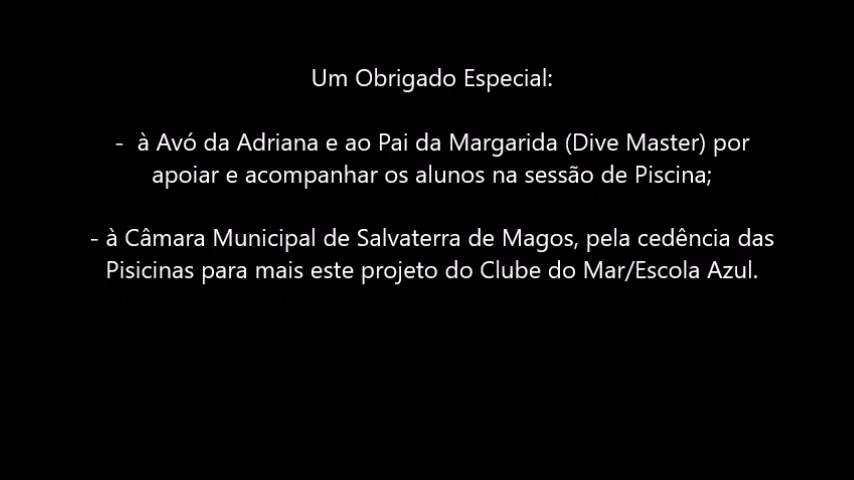 Um Obrigado Especial:
- à Avó da Adriana e ao Pai da Margarida (Dive Master) por
apoiar e acompanhar os alunos na sessão de Piscina;
- à Câmara Municipal de Salvaterra de Magos, pela cedência das
Pisicinas para mais este projeto do Clube do Mar/Escola Azul.